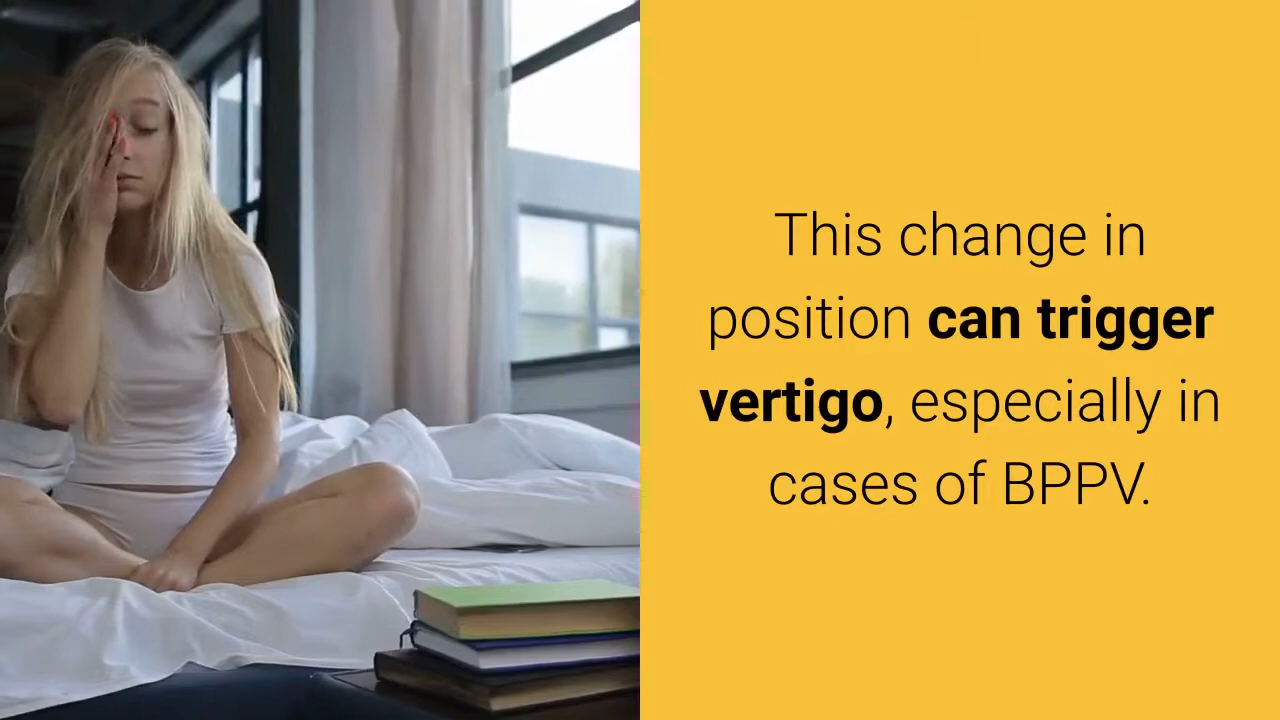 This change in
position can trigger
vertigo, especially in
cases of BPPV.